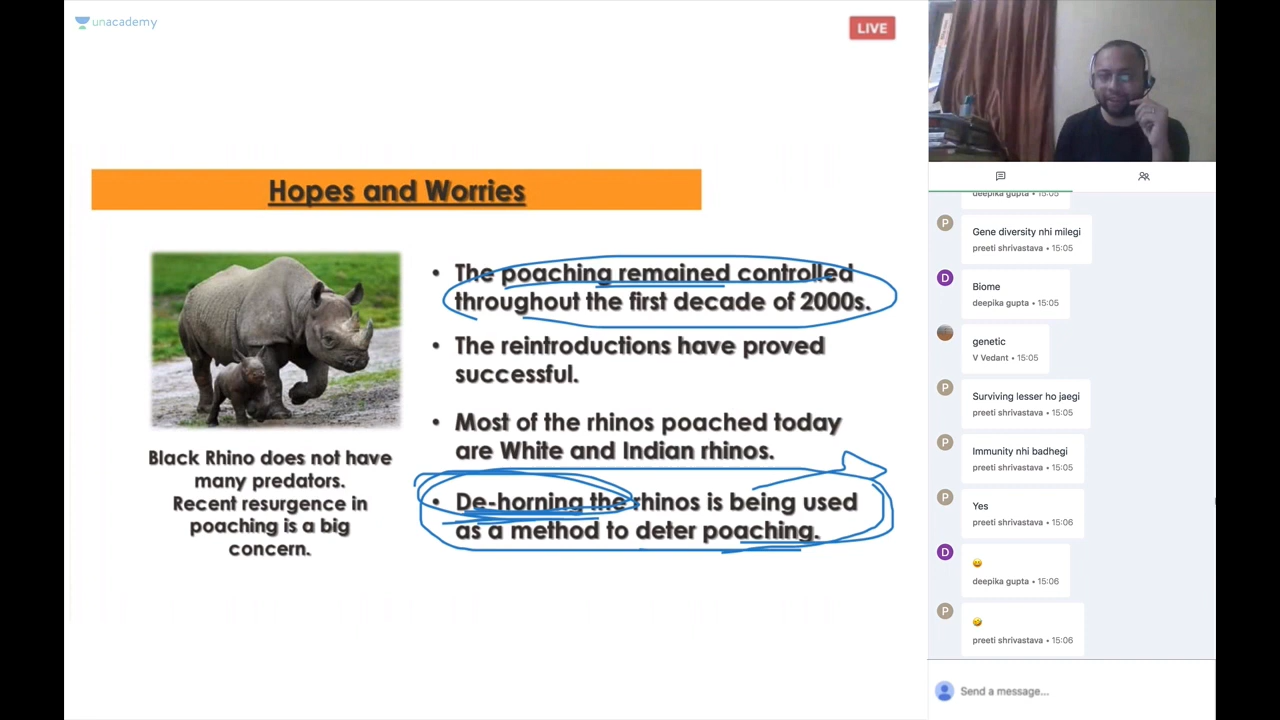 unacademy
LIVE
Hopes and Worries
• The poaching remained controlled
throughout the first decade of 2000s.
• The reintroductions have proved
successful.
• Most of the rhinos poached today
are White and Indian rhinos.
• De-horning the rhinos is being used
as a method to deter poaching.
Black Rhino does not have
many predators.
Recent resurgence in
poaching is a big
concern.
deepika gupta • 15:05
P
Gene diversity nhi milegi
preeti shrivastava • 15:05
D
Biome
deepika gupta • 15:05
genetic
V Vedant • 15:05
P
Surviving lesser ho jaegi
preeti shrivastava • 15:05
P
Immunity nhi badhegi
preeti shrivastava • 15:05
P
Yes
preeti shrivastava • 15:06
D
😀
deepika gupta • 15:06
P
🤣
preeti shrivastava • 15:06
Send a message...